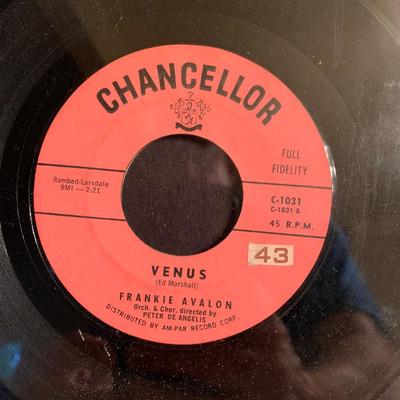 CHANCELLOR
Rambed-Larsdale
BMI — 2:21
FULL
FIDELITY
C-1031
C-1031 A
45 R.P.M.
43
VENUS
(Ed Marshall)
FRANKIE AVALON
Orch. & Chor. directed by
PETER DE ANGELIS
DISTRIBUTED BY AM-PAR RECORD CORP.